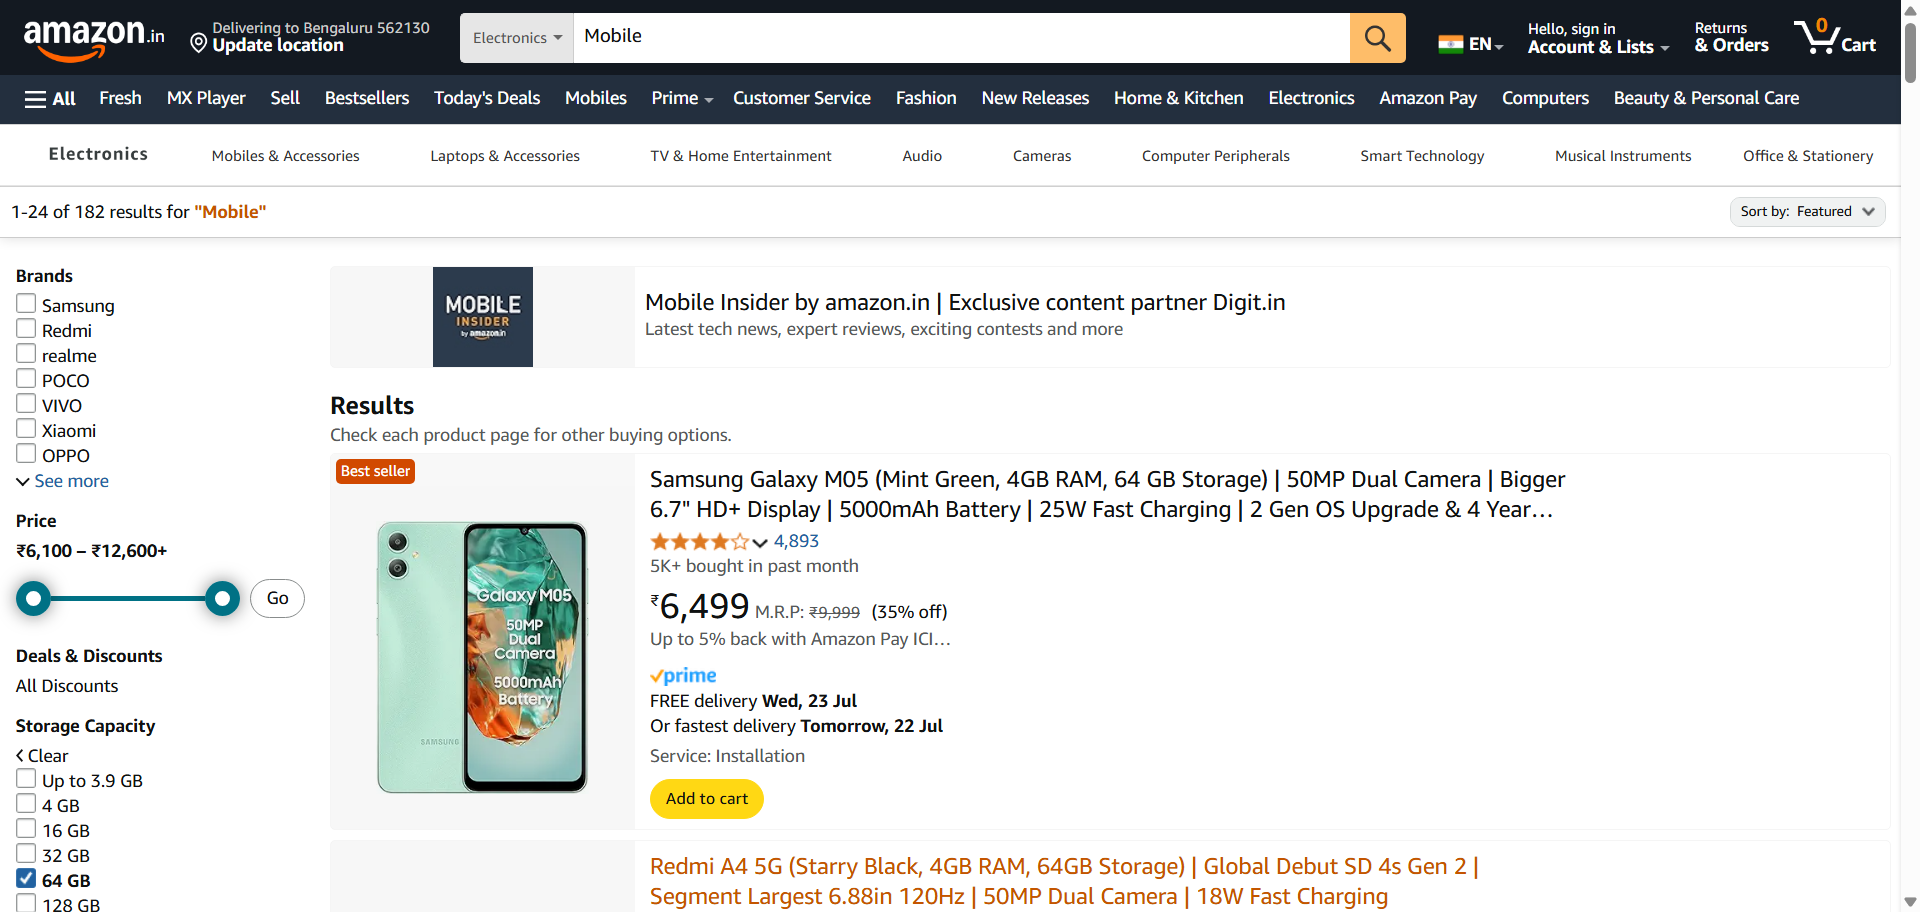 amazon.in
Delivering to Bengaluru 562130
Update location
Electronics
Mobile
EN
Hello, sign in
Account & Lists
Returns
& Orders
0
Cart
All
Fresh
MX Player
Sell
Bestsellers
Today's Deals
Mobiles
Prime
Customer Service
Fashion
New Releases
Home & Kitchen
Electronics
Amazon Pay
Computers
Beauty & Personal Care
Electronics
Mobiles & Accessories
Laptops & Accessories
TV & Home Entertainment
Audio
Cameras
Computer Peripherals
Smart Technology
Musical Instruments
Office & Stationery
1-24 of 182 results for "Mobile"
Sort by: Featured
Brands
Samsung
Redmi
realme
POCO
VIVO
Xiaomi
OPPO
See more
Price
₹6,100 – ₹12,600+
Go
Deals & Discounts
All Discounts
Storage Capacity
Clear
Up to 3.9 GB
4 GB
16 GB
32 GB
64 GB
128 GB
MOBILE
INSIDER
by amazon.in
Mobile Insider by amazon.in | Exclusive content partner Digit.in
Latest tech news, expert reviews, exciting contests and more
Results
Check each product page for other buying options.
Best seller
Galaxy M05
50MP
Dual
Camera
5000mAh
Battery
SAMSUNG
Samsung Galaxy M05 (Mint Green, 4GB RAM, 64 GB Storage) | 50MP Dual Camera | Bigger
6.7" HD+ Display | 5000mAh Battery | 25W Fast Charging | 2 Gen OS Upgrade & 4 Year…
4,893
5K+ bought in past month
₹6,499 M.R.P: ₹9,999 (35% off)
Up to 5% back with Amazon Pay ICI…
prime
FREE delivery Wed, 23 Jul
Or fastest delivery Tomorrow, 22 Jul
Service: Installation
Add to cart
Redmi A4 5G (Starry Black, 4GB RAM, 64GB Storage) | Global Debut SD 4s Gen 2 |
Segment Largest 6.88in 120Hz | 50MP Dual Camera | 18W Fast Charging